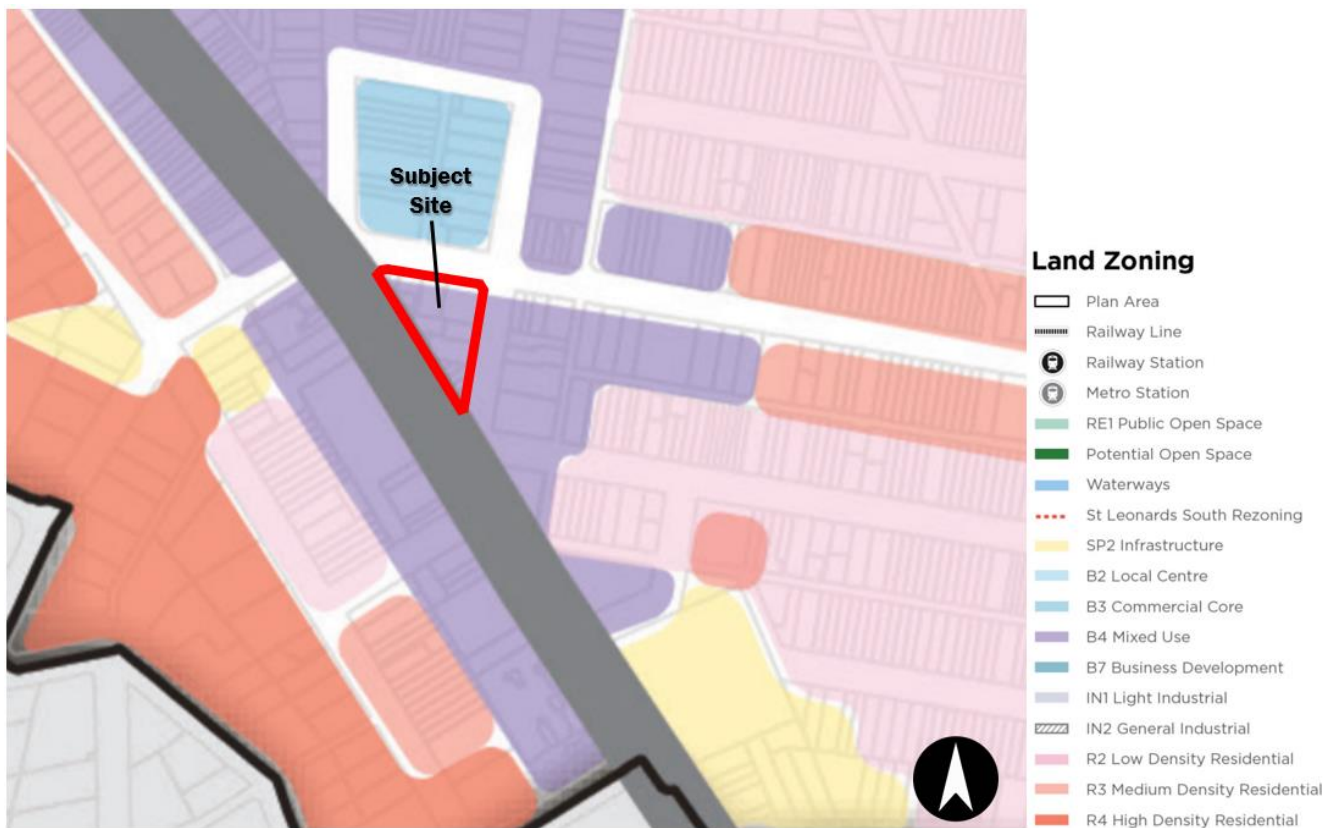 Subject
Site
Land Zoning
Plan Area
Railway Line
Railway Station
Metro Station
RE1 Public Open Space
Potential Open Space
Waterways
St Leonards South Rezoning
SP2 Infrastructure
B2 Local Centre
B3 Commercial Core
B4 Mixed Use
B7 Business Development
IN1 Light Industrial
IN2 General Industrial
R2 Low Density Residential
R3 Medium Density Residential
R4 High Density Residential